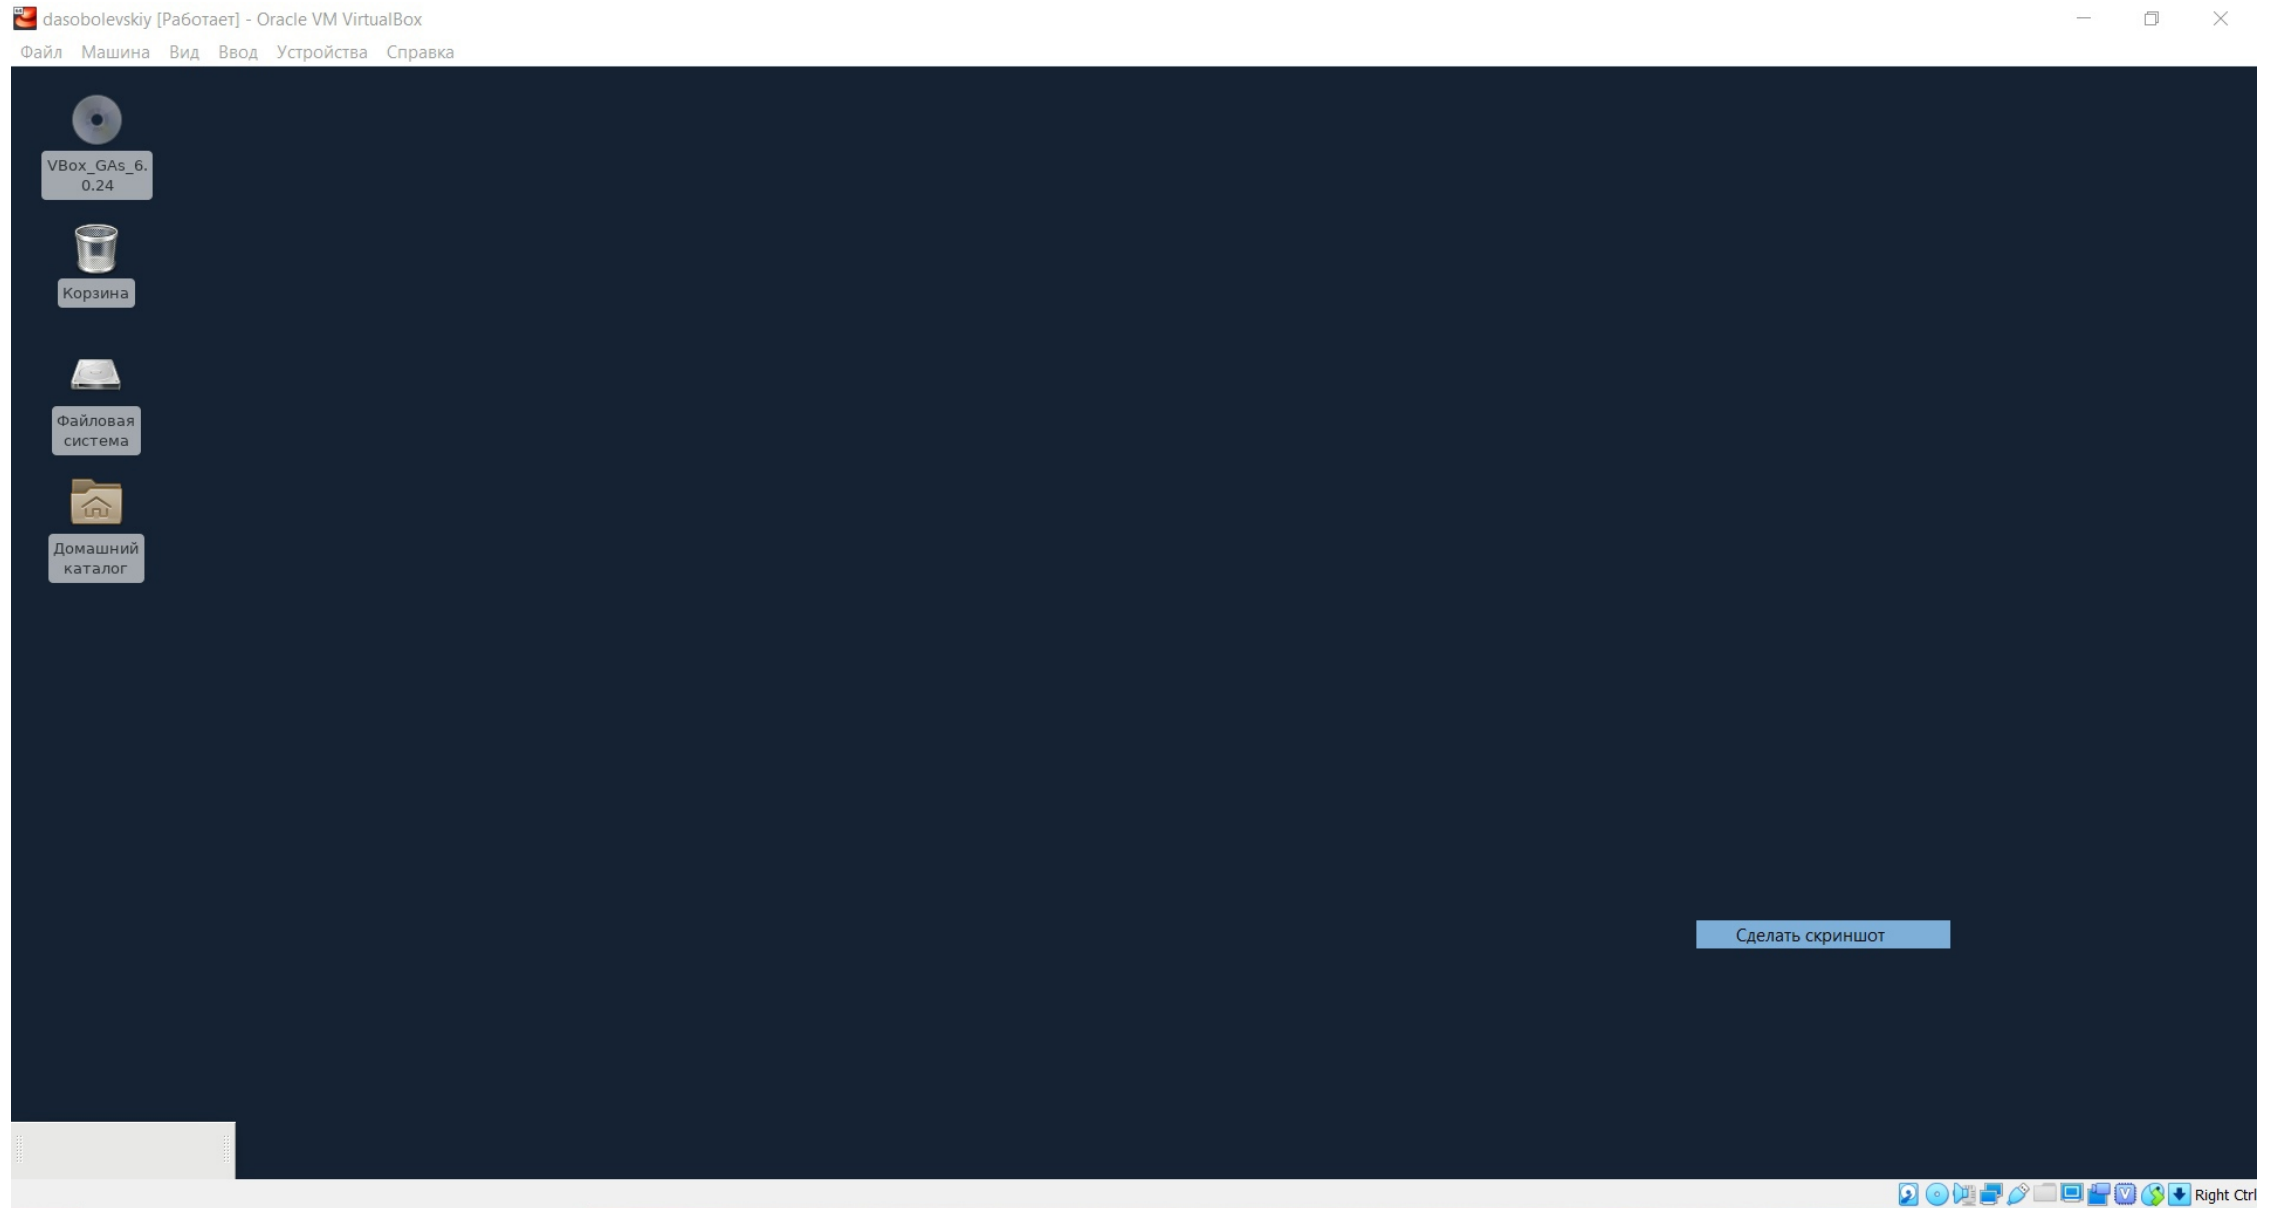 dasobolevskiy [Работает] - Oracle VM VirtualBox
Файл Машина Вид Ввод Устройства Справка
VBox_GAs_6.
0.24
Корзина
Файловая
система
Домашний
каталог
Сделать скриншот
Right Ctrl